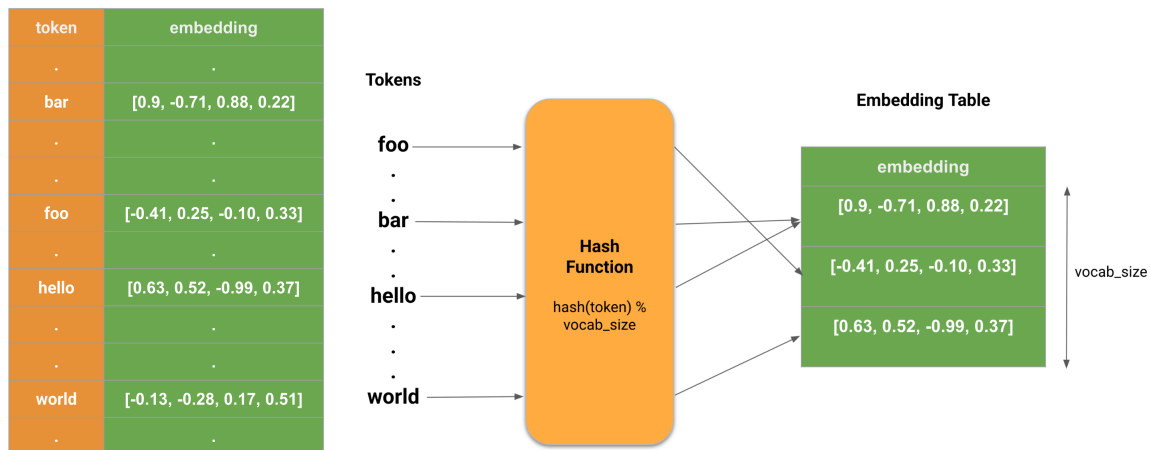 token embedding
. .
bar [0.9, -0.71, 0.88, 0.22]
. .
. .
foo [-0.41, 0.25, -0.10, 0.33]
. .
hello [0.63, 0.52, -0.99, 0.37]
. .
. .
world [-0.13, -0.28, 0.17, 0.51]
. .
Tokens
foo
.
.
bar
.
.
hello
.
.
.
world
Hash
Function
hash(token) %
vocab_size
Embedding Table
embedding
[0.9, -0.71, 0.88, 0.22]
[-0.41, 0.25, -0.10, 0.33]
[0.63, 0.52, -0.99, 0.37]
vocab_size